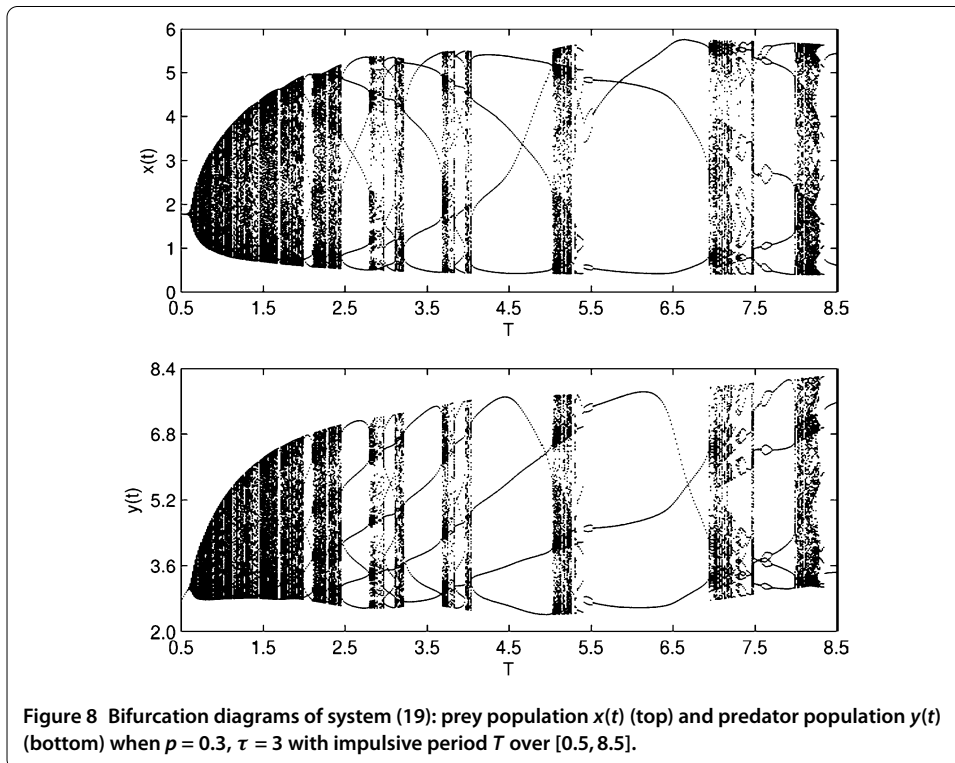 6
5
4
3
2
1
0
x(t)
0.5 1.5 2.5 3.5 4.5 5.5 6.5 7.5 8.5
T
8.4
6.8
5.2
3.6
2.0
y(t)
0.5 1.5 2.5 3.5 4.5 5.5 6.5 7.5 8.5
T
Figure 8 Bifurcation diagrams of system (19): prey population x(t) (top) and predator population y(t)
(bottom) when p = 0.3, τ = 3 with impulsive period T over [0.5, 8.5].